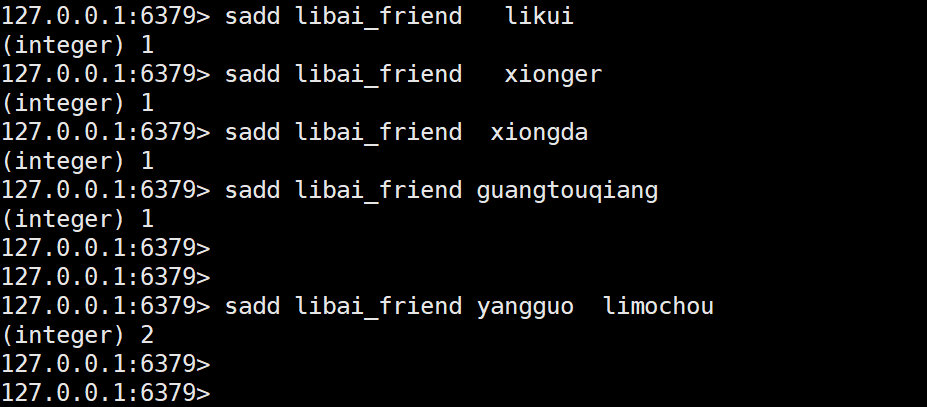 127.0.0.1:6379> sadd libai_friend   likui
(integer) 1
127.0.0.1:6379> sadd libai_friend   xionger
(integer) 1
127.0.0.1:6379> sadd libai_friend  xiongda
(integer) 1
127.0.0.1:6379> sadd libai_friend guangtouqiang
(integer) 1
127.0.0.1:6379>
127.0.0.1:6379>
127.0.0.1:6379> sadd libai_friend yangguo  limochou
(integer) 2
127.0.0.1:6379>
127.0.0.1:6379>